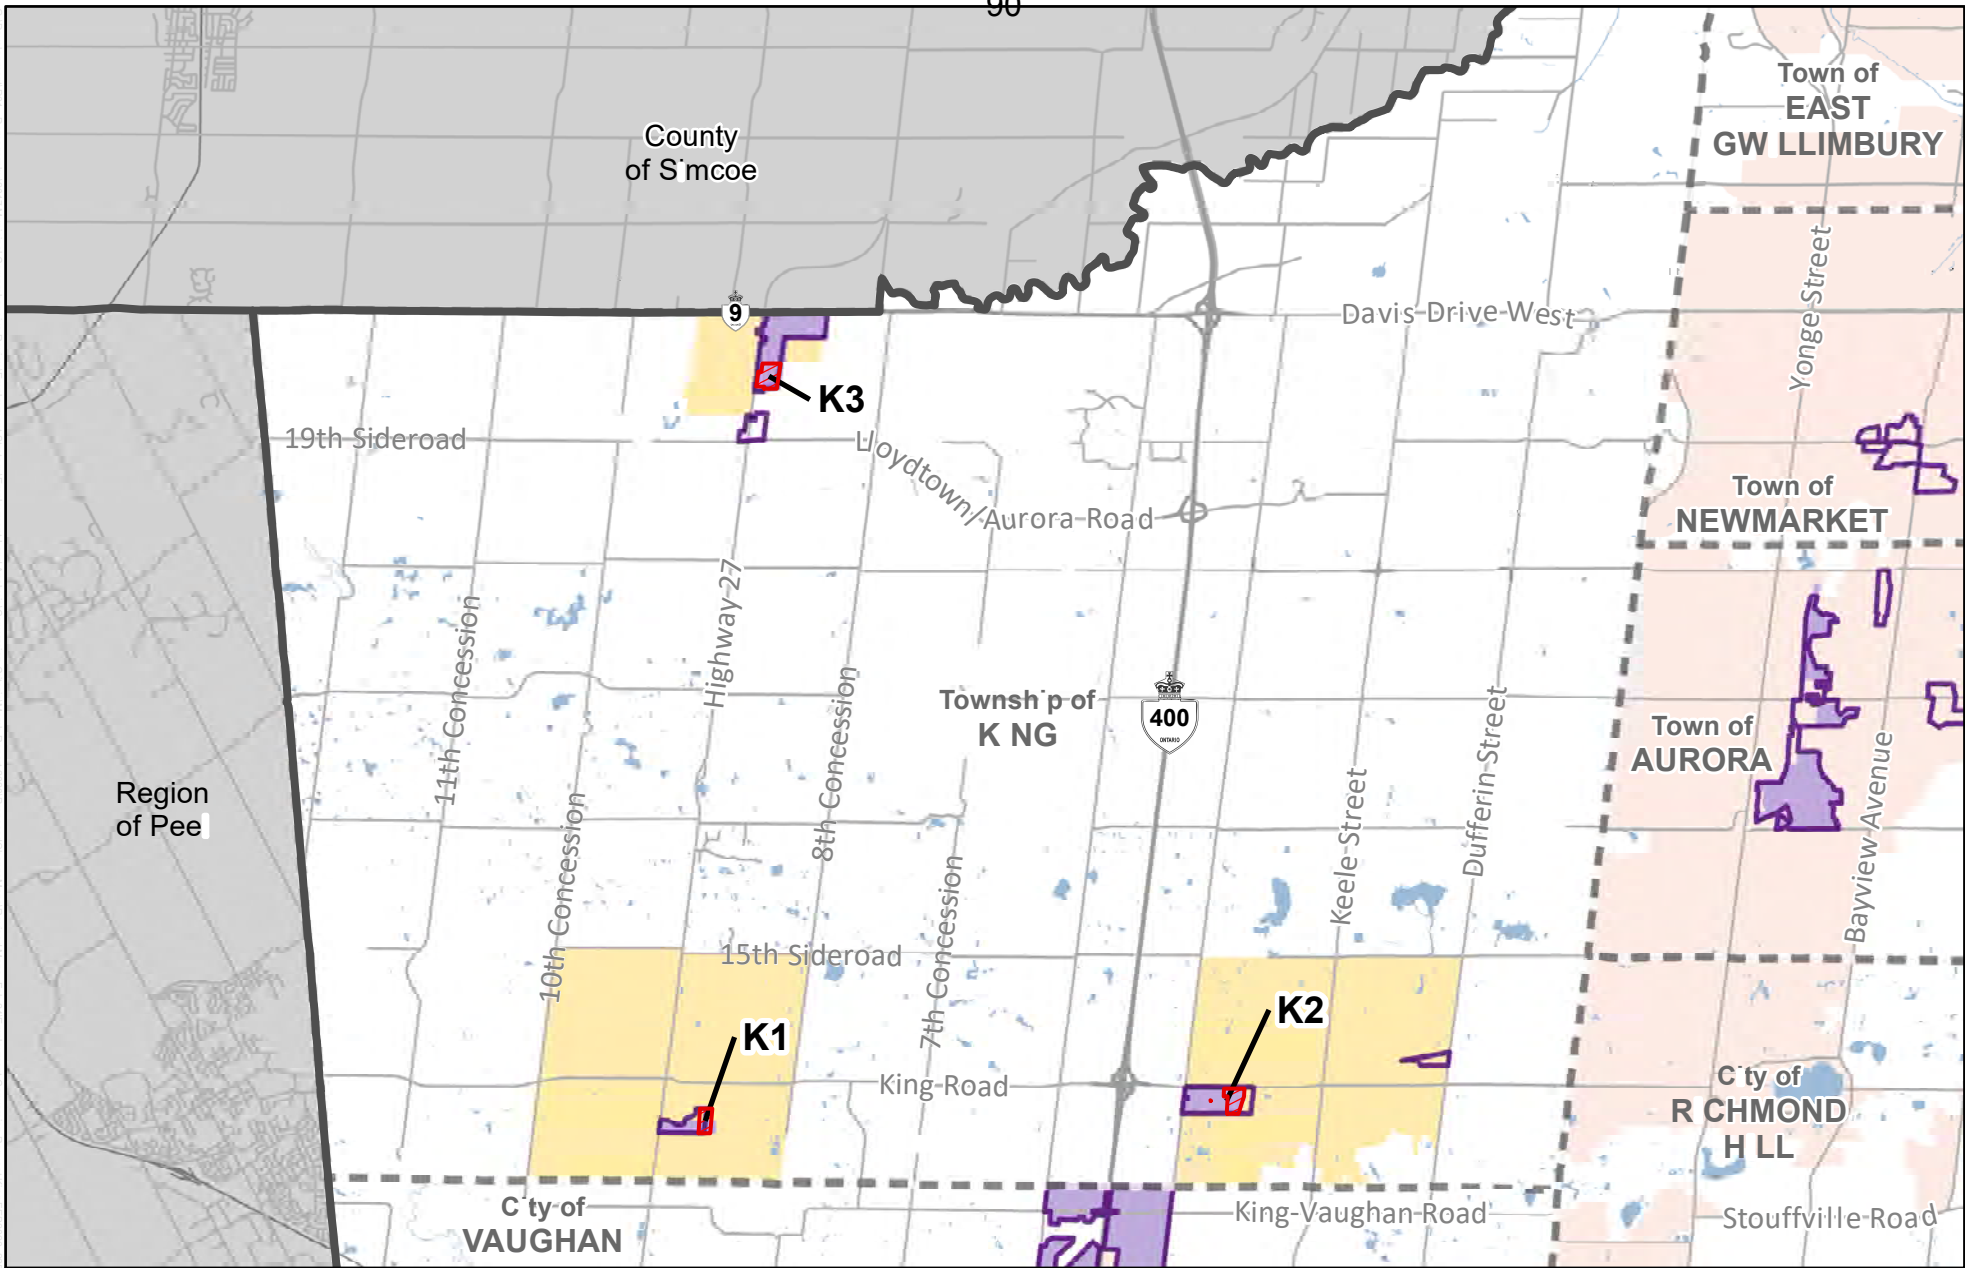 90
Town of
EAST
GW LLIMBURY
County
of S mcoe
9
Davis Drive West
Yonge Street
K3
19th Sideroad
Lloydtown/
Aurora Road
Town of
NEWMARKET
11th Concession
Highway 27
8th Concession
Townsh p of
K NG
400
ONTARIO
Town of
AURORA
Region
of Pee
10th Concession
7th Concession
Keele Street
Dufferin Street
Bayview Avenue
15th Sideroad
K1
K2
King Road
C ty of
R CHMOND
H LL
C ty of
VAUGHAN
King-Vaughan Road
Stouffville Road